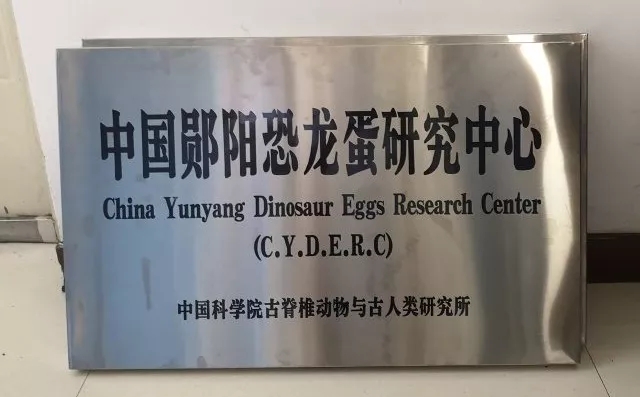 中国郧阳恐龙蛋研究中心
China Yunyang Dinosaur Eggs Research Center
(C.Y.D.E.R.C)
中国科学院古脊椎动物与古人类研究所